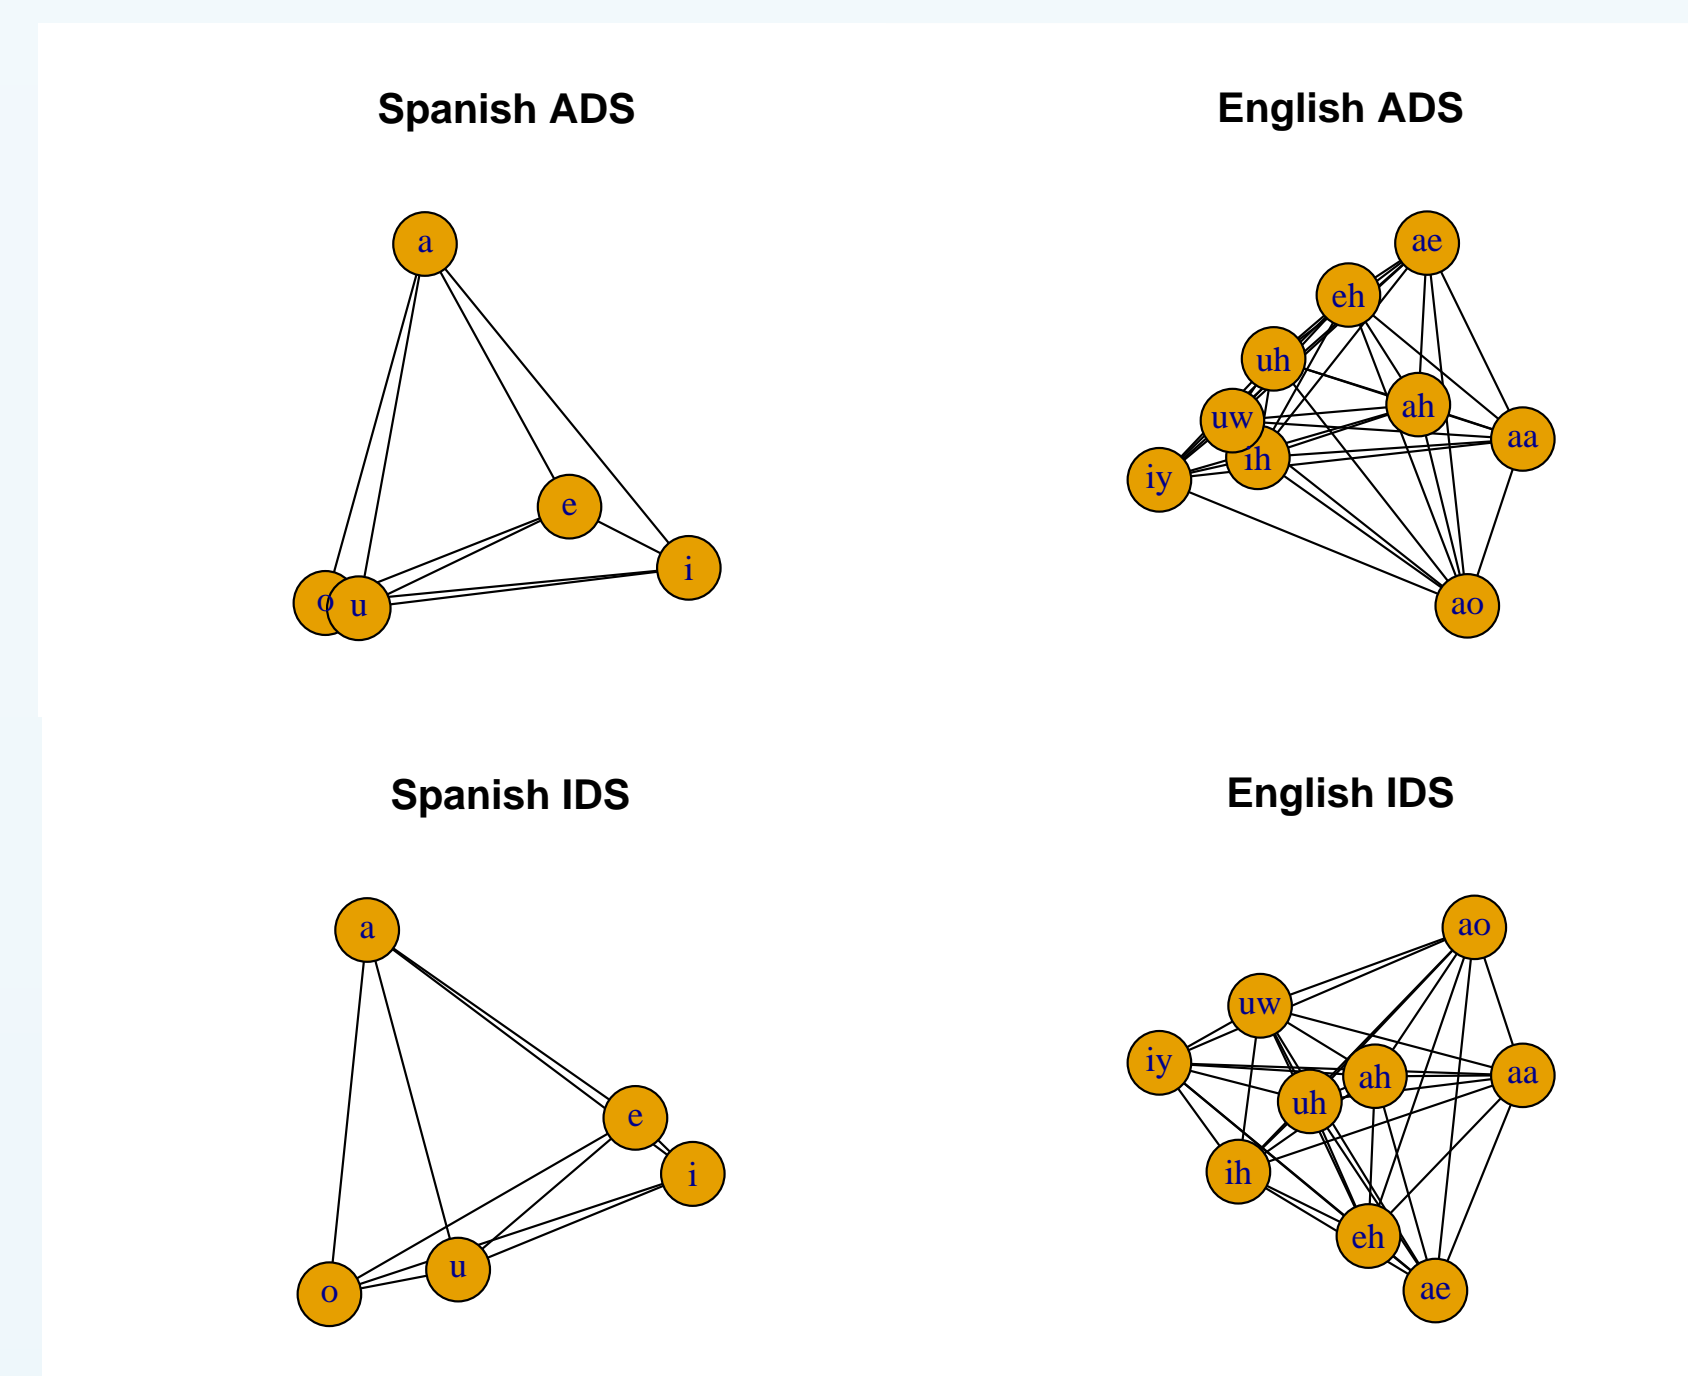 Spanish ADS
a
e
i
o
u
English ADS
ae
eh
uh
ah
uw
aa
ih
iy
ao
Spanish IDS
a
e
i
u
o
English IDS
ao
uw
iy
ah
aa
uh
ih
eh
ae